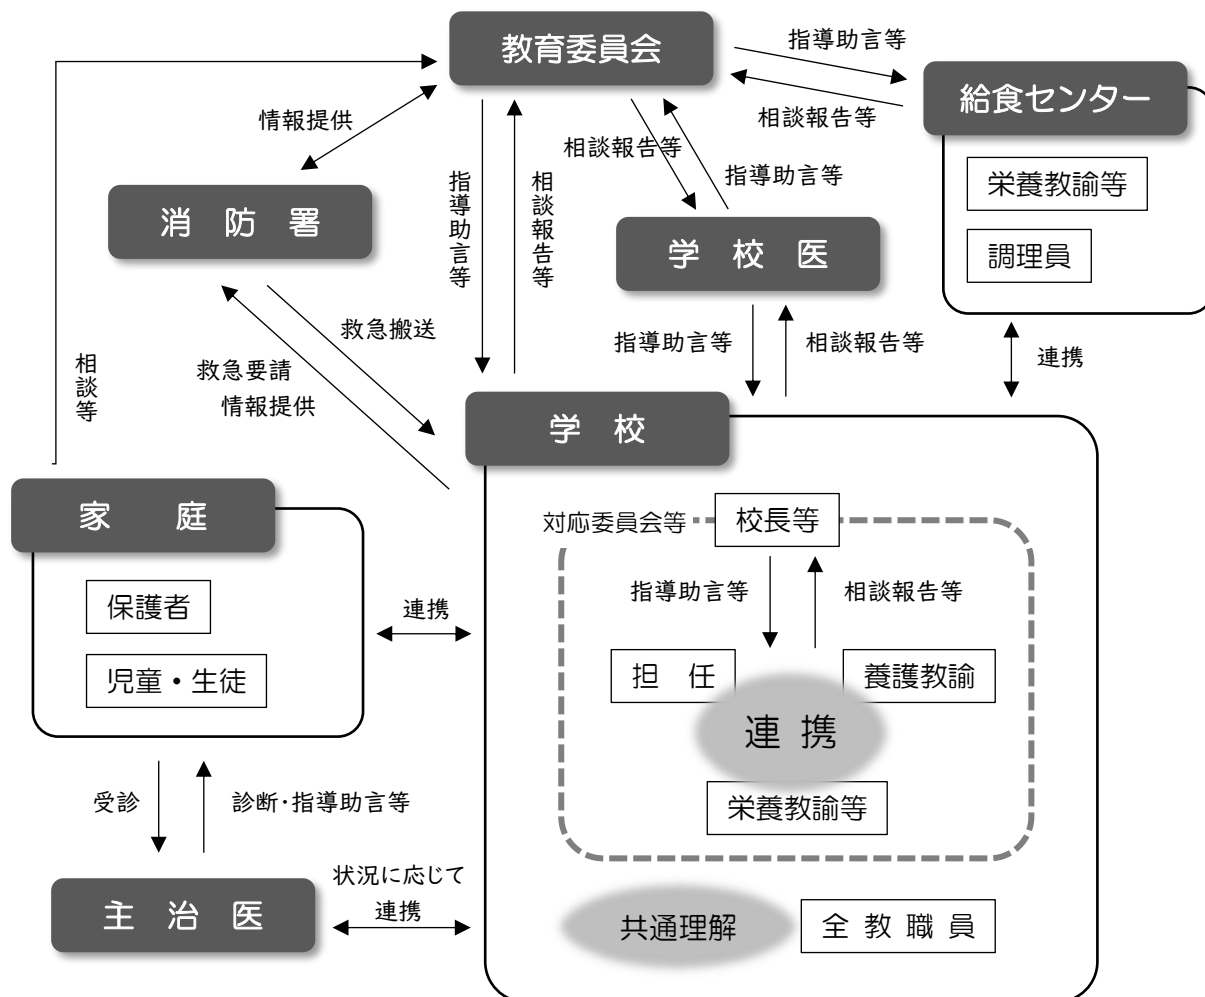 教育委員会
指導助言等
相談報告等
給食センター
栄養教諭等
調理員
情報提供
消 防 署
指導助言等
相談報告等
相談報告等
指導助言等
学 校 医
救急搬送
救急要請
情報提供
指導助言等
相談報告等
連携
相談等
学 校
家 庭
保護者
児童・生徒
連携
対応委員会等
校長等
指導助言等
相談報告等
担 任
養護教諭
連 携
栄養教諭等
受診
診断・指導助言等
主 治 医
状況に応じて
連携
共通理解
全 教 職 員